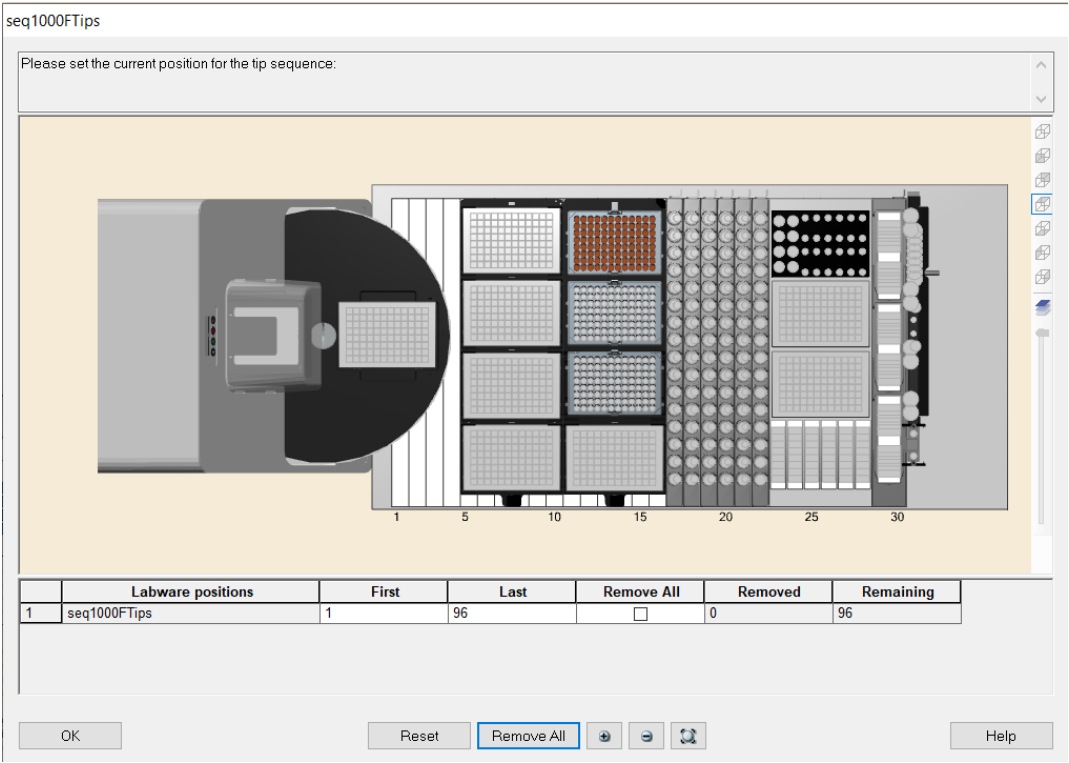 seq1000FTips
Please set the current position for the tip sequence:
1 5 10 15 20 25 30
Labware positions First Last Remove All Removed Remaining
1 seq1000FTips 1 96 0 96
OK Reset Remove All Help